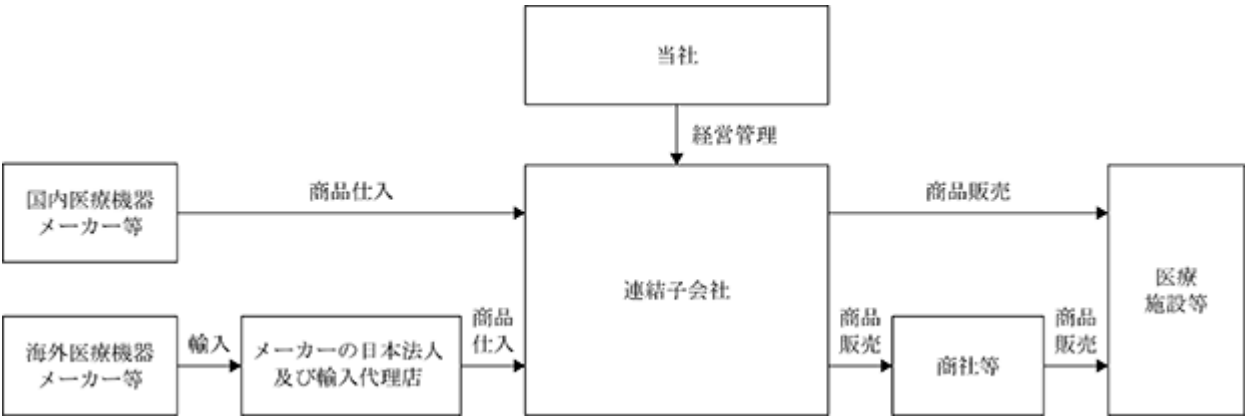 当社
経営管理
国内医療機器
メーカー等
商品仕入
連結子会社
商品販売
医療
施設等
海外医療機器
メーカー等
輸入
メーカーの日本法人
及び輸入代理店
商品
仕入
商品
販売
商社等
商品
販売